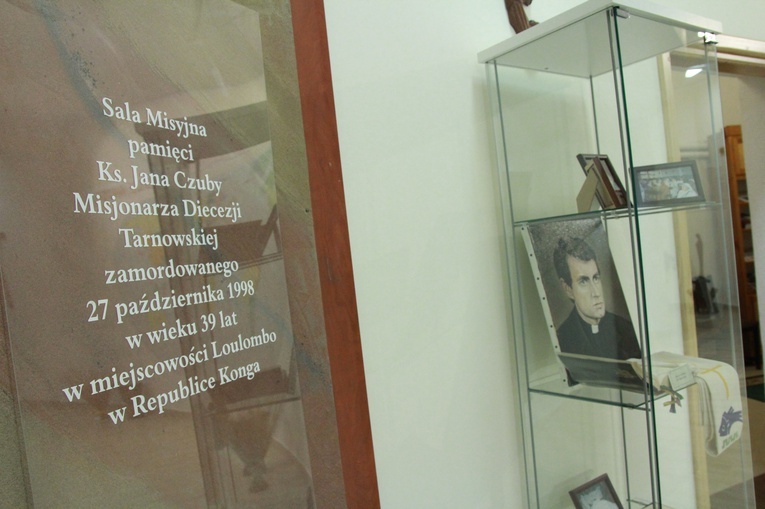 Sala Misyjna
pamięci
Ks. Jana Czuby
Misjonarza Diecezji
Tarnowskiej
zamordowanego
27 października 1998
w wieku 39 lat
w miejscowości Loulombo
w Republice Konga